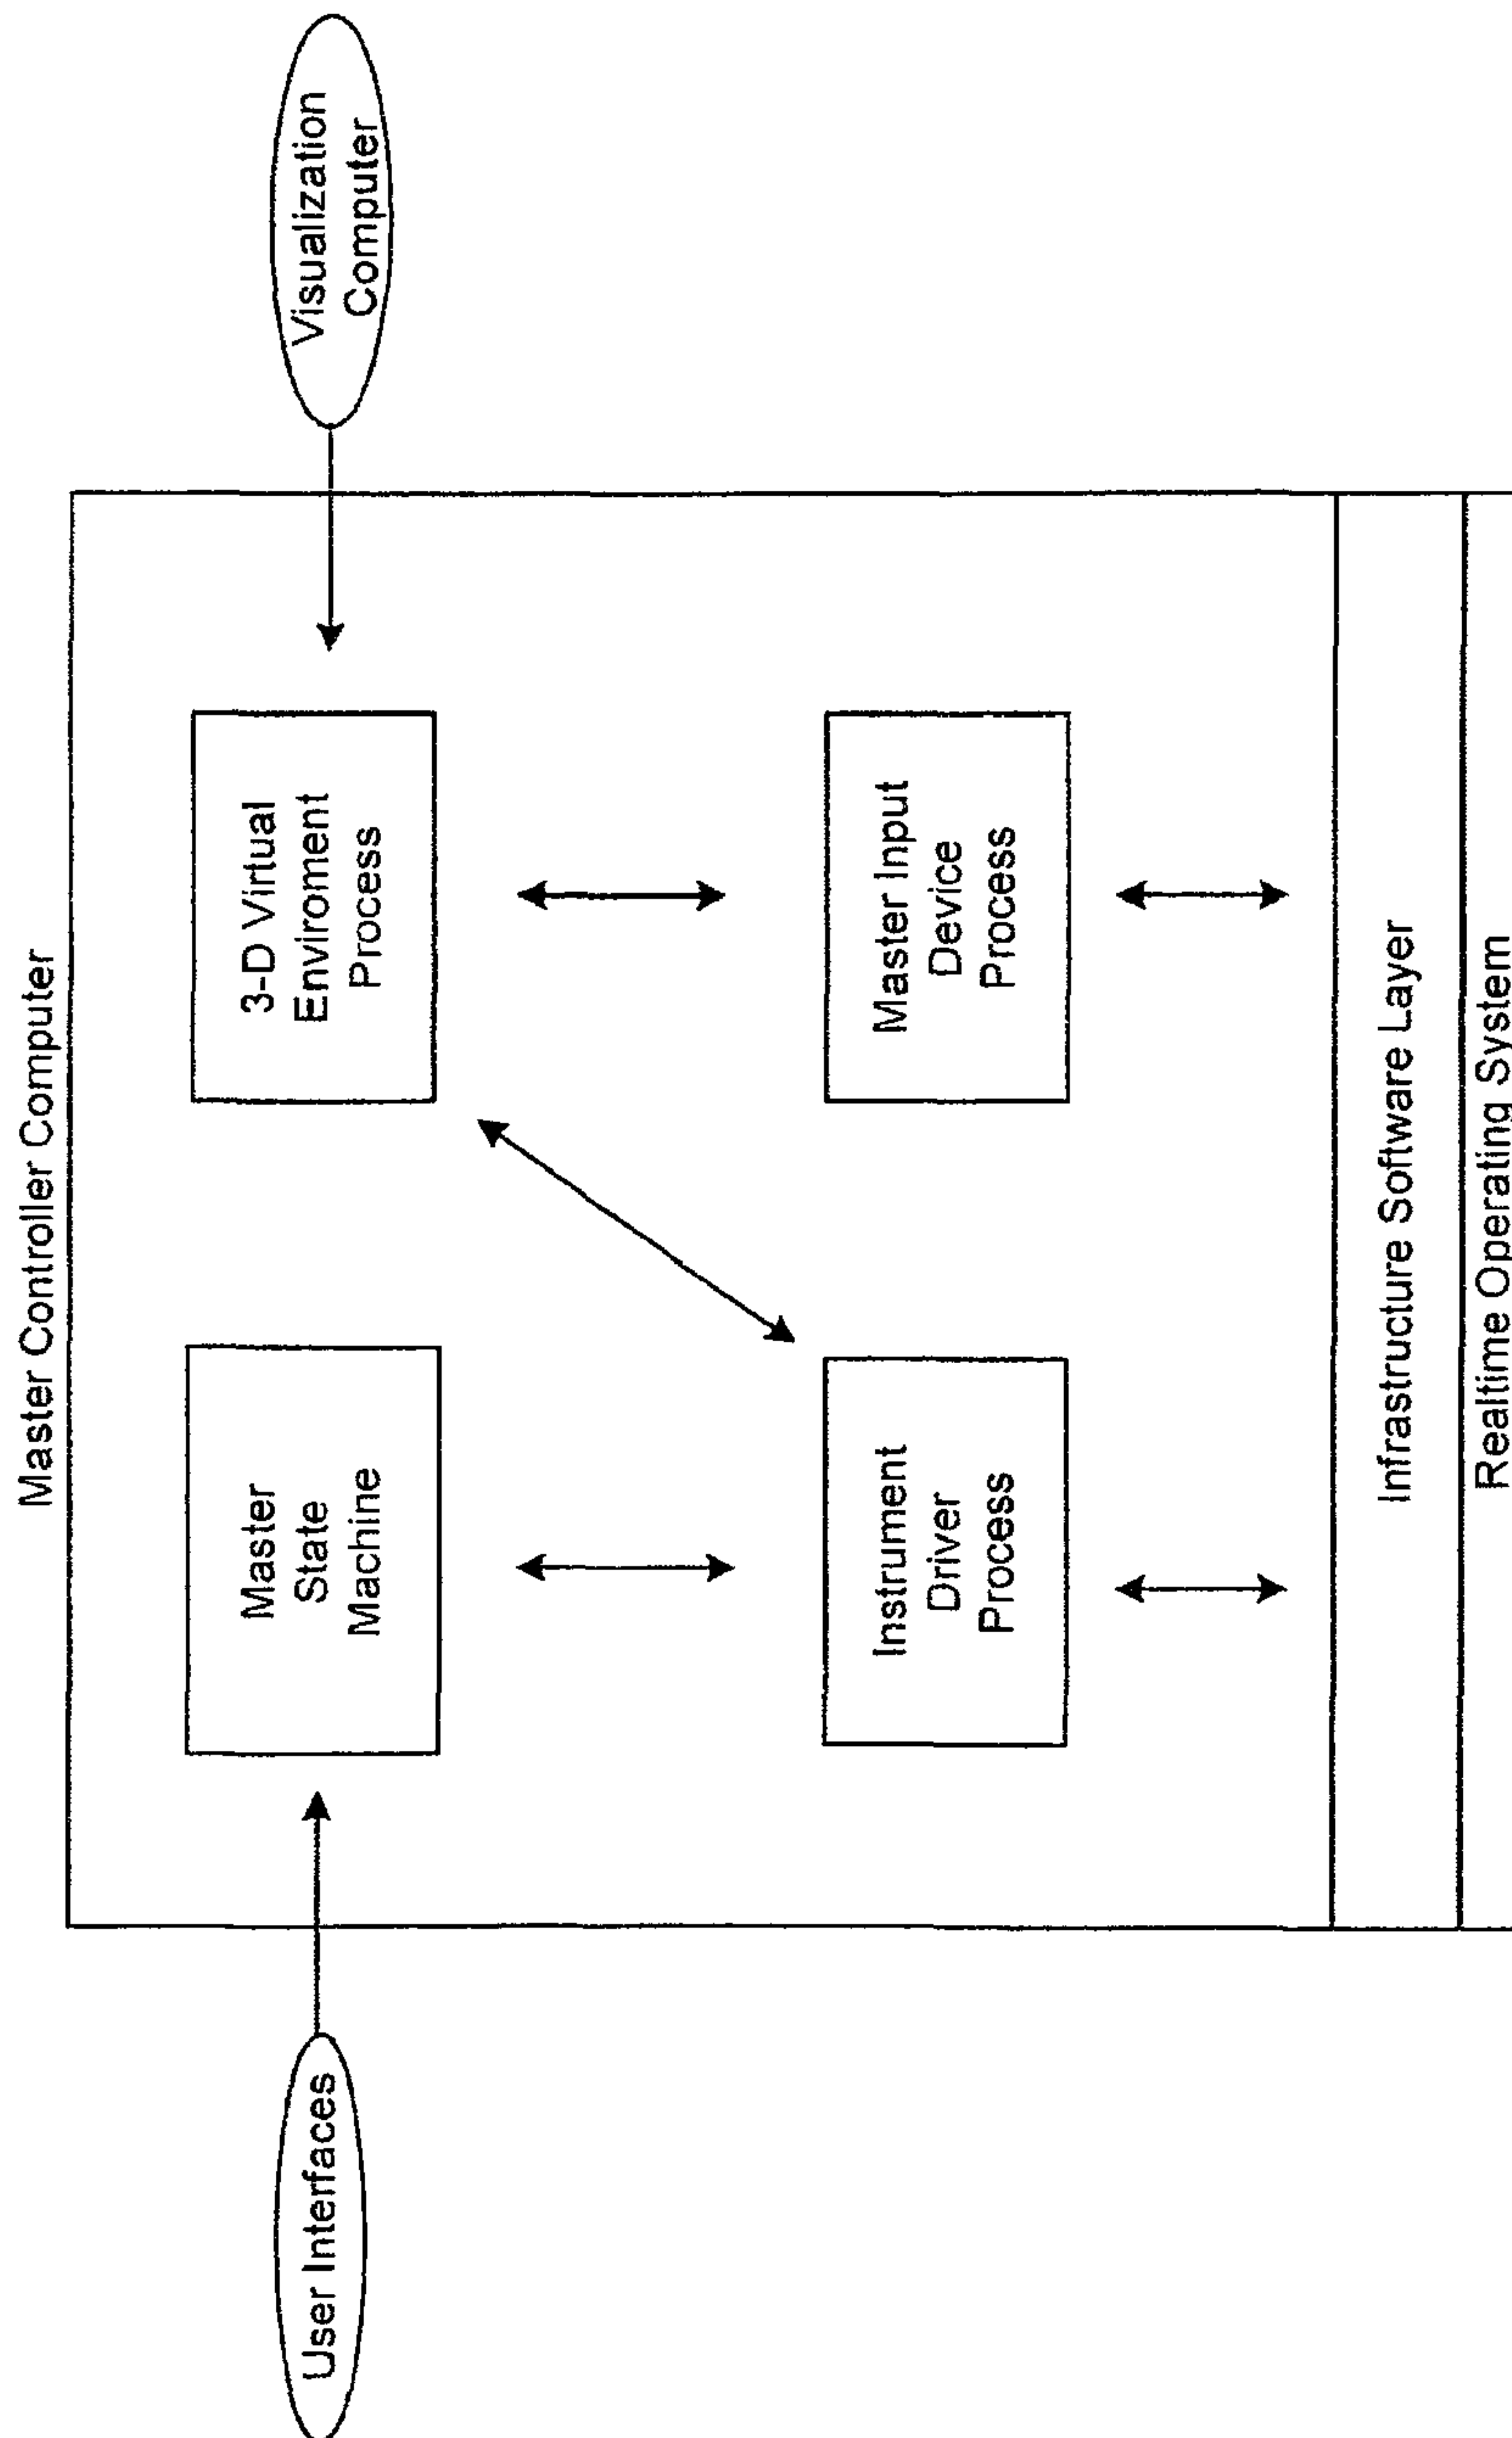 Master Controller Computer
User Interfaces
Master
State
Machine
3-D Virtual
Enviroment
Process
Visualization
Computer
Instrument
Driver
Process
Master Input
Device
Process
Infrastructure Software Layer
Realtime Operating System